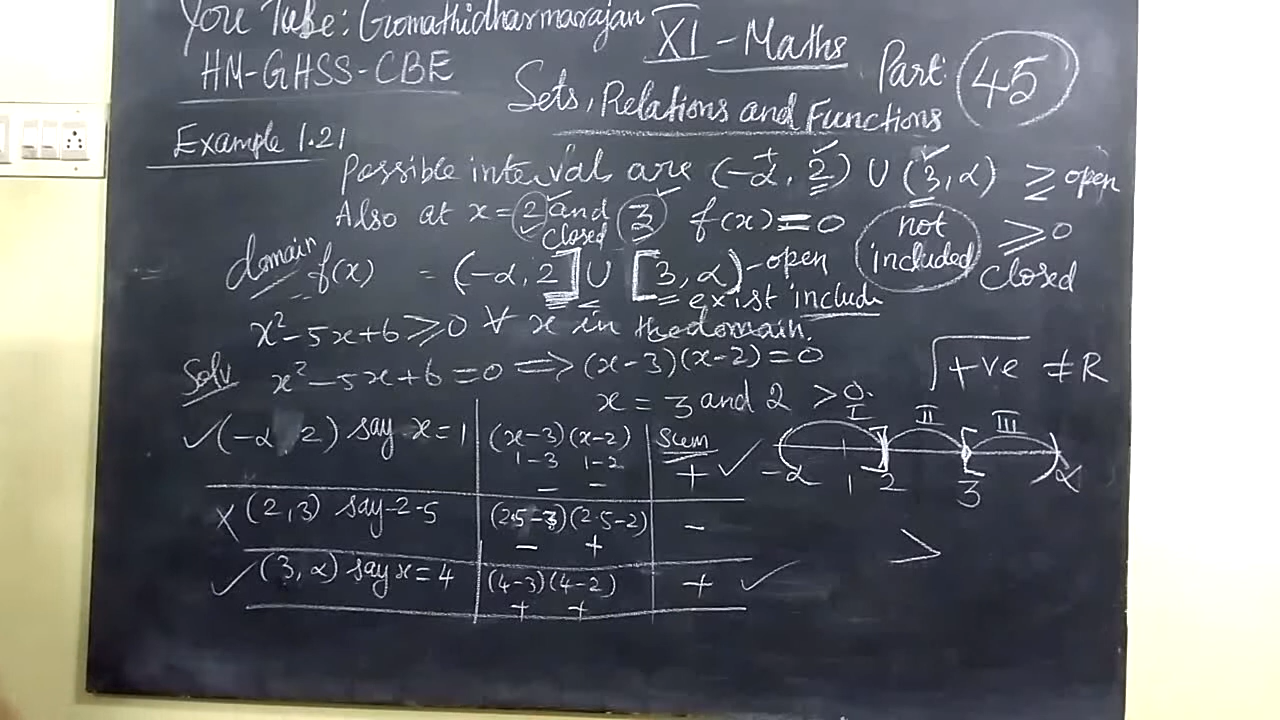 You Tube: Gomathidharmarajan
HM-GHSS-CBE
XI - Maths
Part 45
Sets, Relations and Functions
Example 1.21
Possible interval are (-α, 2) ∪ (3, α) ≥ open
Also at x = 2 and 3 f(x) = 0 not included ≥ 0 closed
closed
domain f(x) = (-α, 2] ∪ [3, α) - open
= exist include
x² - 5x + 6 ≥ 0 ∀ x in the domain.
Solv x² - 5x + 6 = 0 ⟹ (x-3)(x-2) = 0
x = 3 and 2 > 0.
√+ve ≠ R
✓(-α, 2) say x = 1 (x-3)(x-2) Sum
1-3 1-2 + ✓
- -
x (2,3) say -2.5 (2.5-3)(2.5-2) -
- +
✓ (3, α) say x = 4 (4-3)(4-2) + ✓
+ +
I II III
-α 1 2 3 α
>